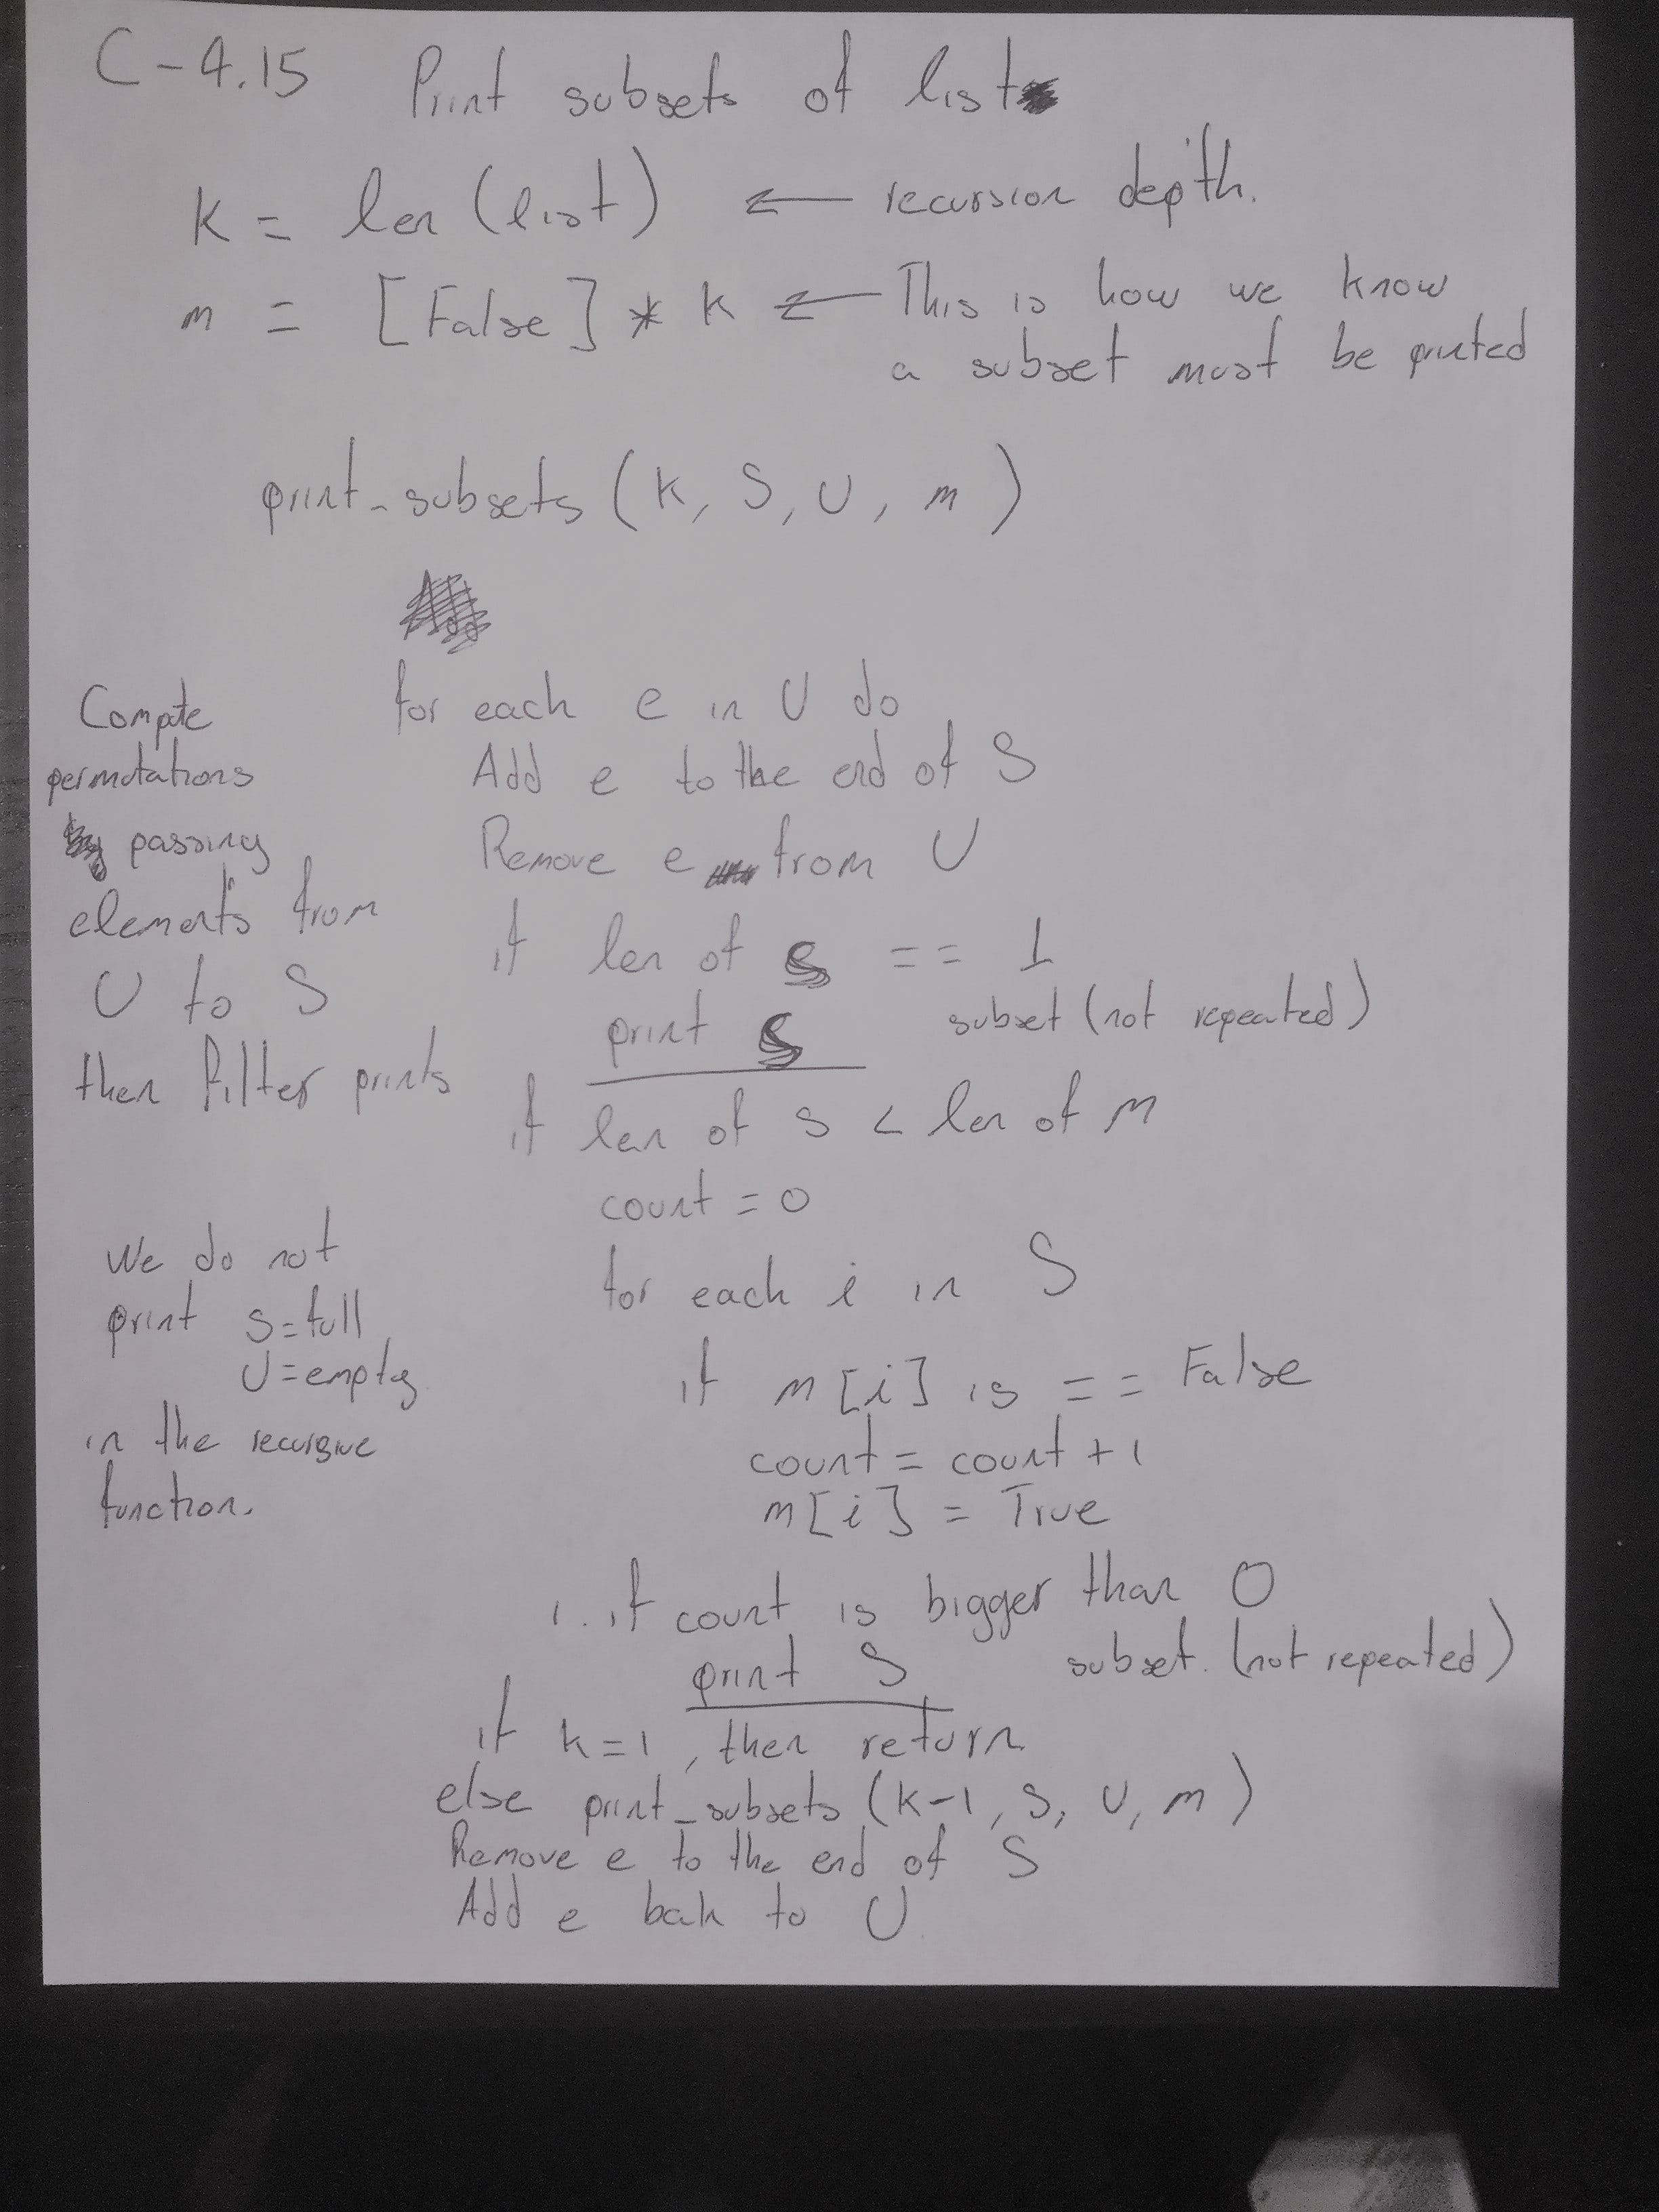 C-4.15 Print subsets of list
k = len (list) ← recursion depth.
m = [False] * k ← This is how we know
a subset must be printed
print_subsets (k, S, U, m)
for each e in U do
Add e to the end of S
Remove e from U
if len of S == 1
print S subset (not repeated)
if len of S < len of m
count = 0
for each i in S
if m[i] is == False
count = count + 1
m[i] = True
if count is bigger than 0
print S subset. (not repeated)
if k=1, then return
else print_subsets (k-1, S, U, m)
Remove e to the end of S
Add e bak to U
Compute
permutations
by passing
elements from
U to S
then filter prints
We do not
print S=full
U=empty
in the recursive
function.